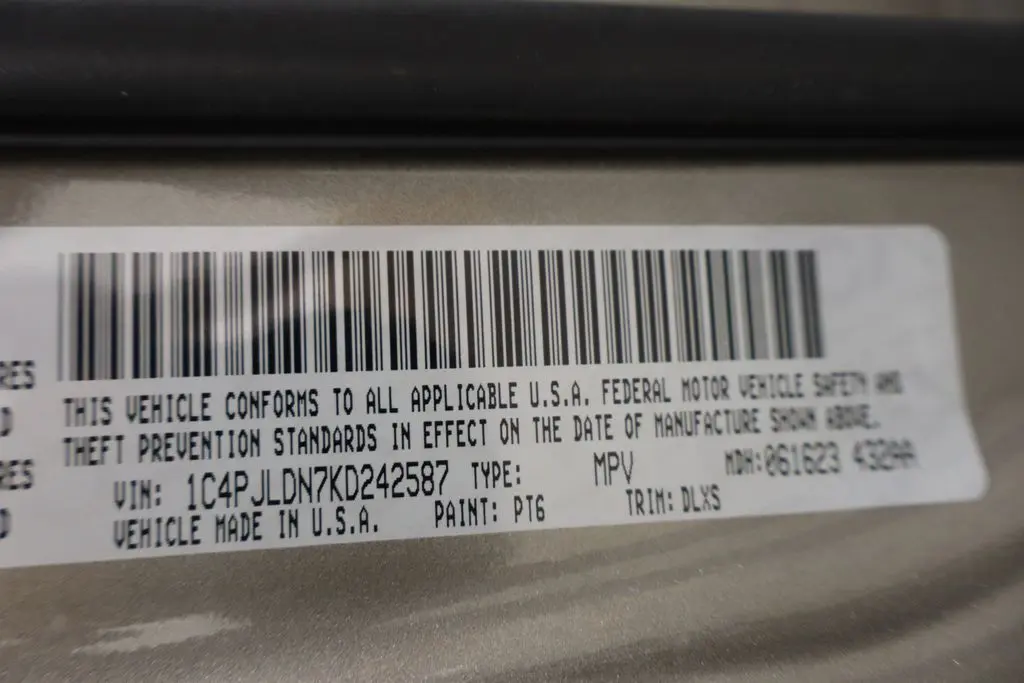 RES
D
RES
D
THIS VEHICLE CONFORMS TO ALL APPLICABLE U.S.A. FEDERAL MOTOR VEHICLE SAFETY AND
THEFT PREVENTION STANDARDS IN EFFECT ON THE DATE OF MANUFACTURE SHOWN ABOVE.
VIN: 1C4PJLDN7KD242587 TYPE: MPV MDH:061623 432AA
VEHICLE MADE IN U.S.A. PAINT: PT6 TRIM: DLXS